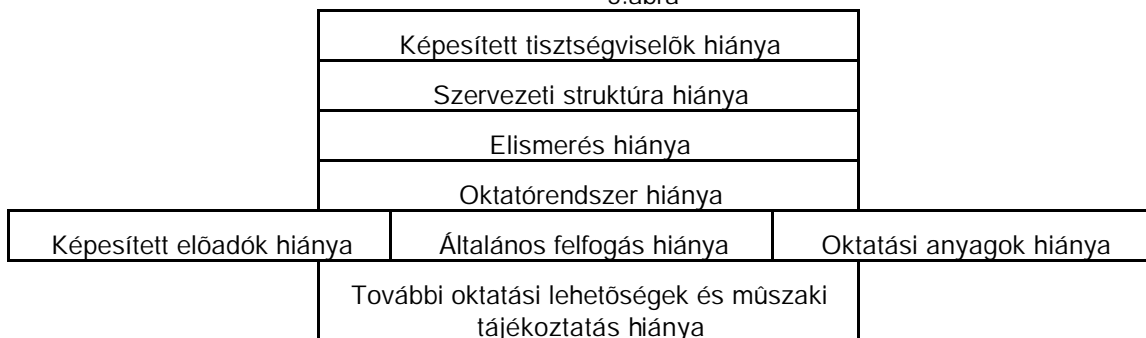 Képesített tisztségviselõk hiánya
Szervezeti struktúra hiánya
Elismerés hiánya
Oktatórendszer hiánya
Képesített elõadók hiánya
Általános felfogás hiánya
Oktatási anyagok hiánya
További oktatási lehetõségek és mûszaki
tájékoztatás hiánya